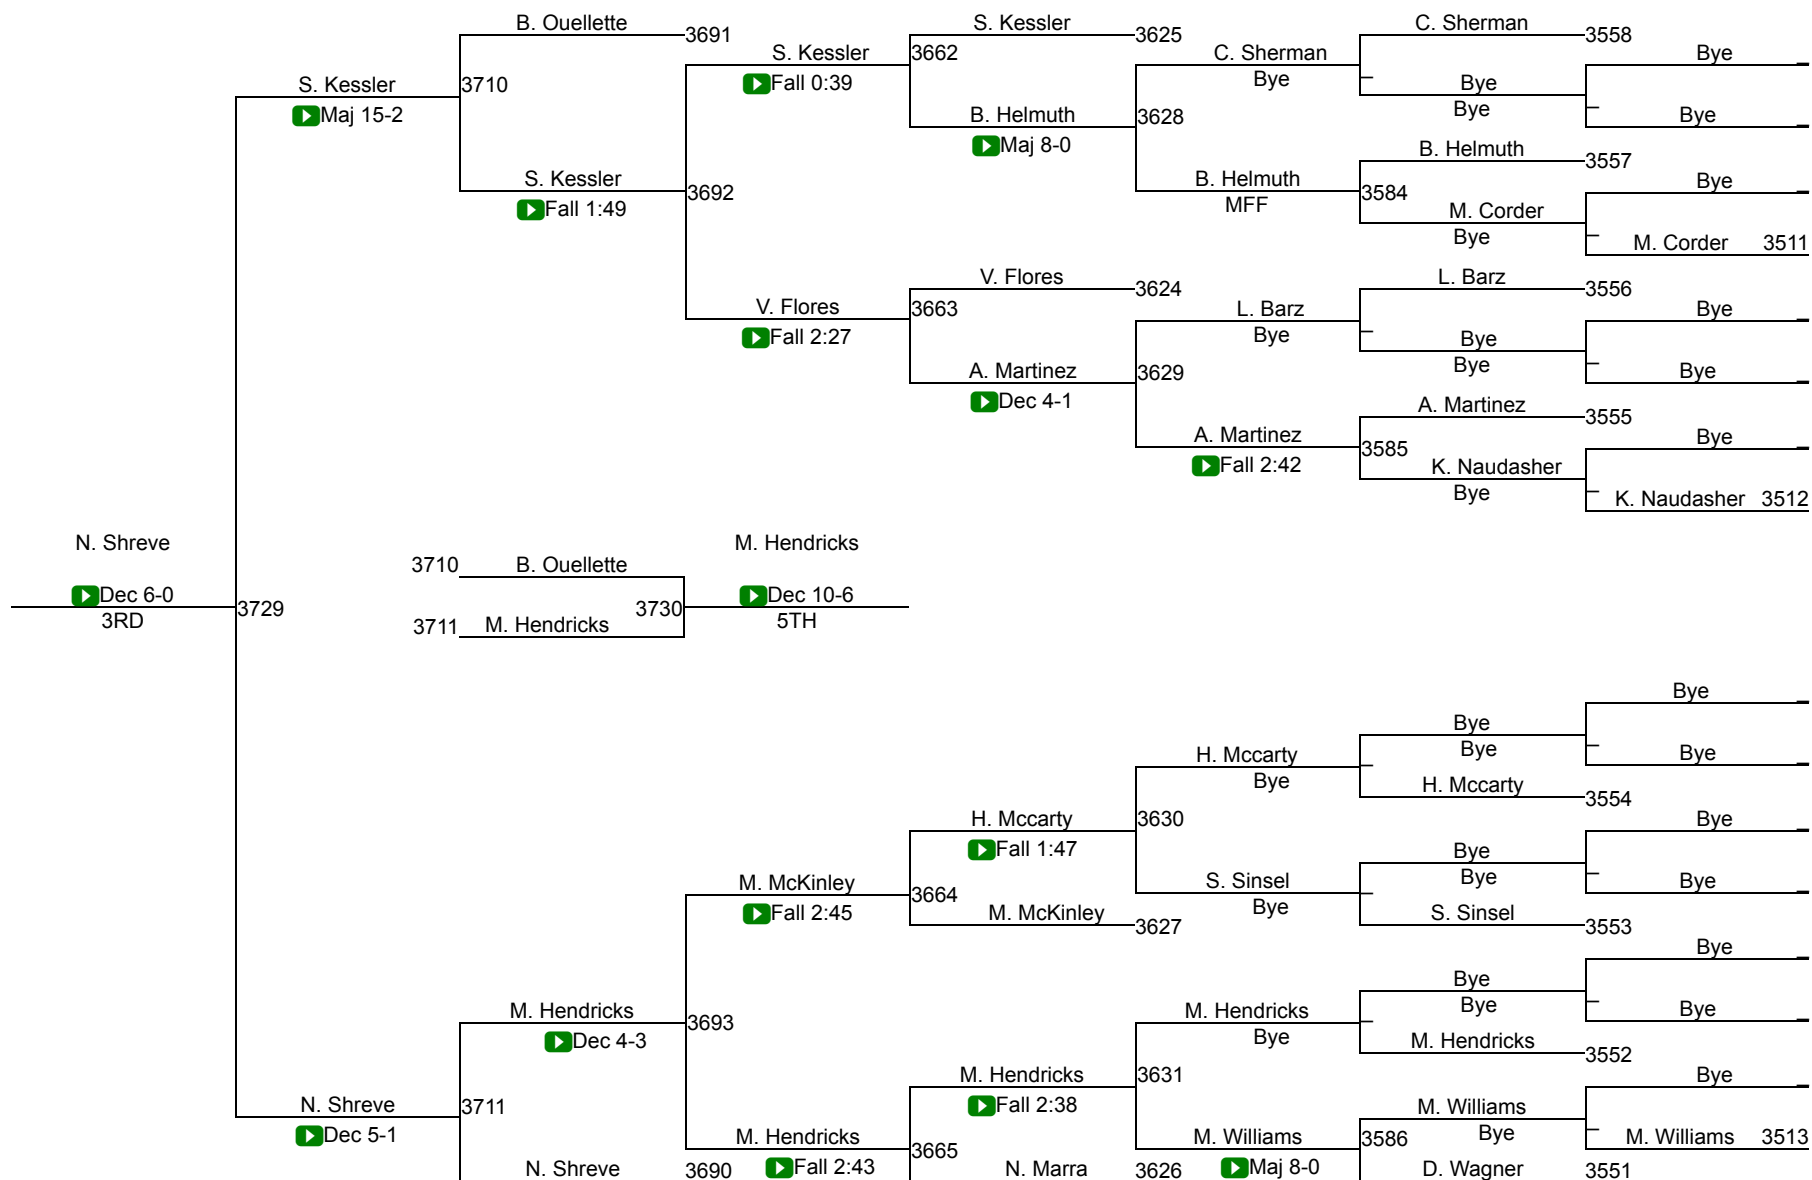 B. Ouellette
3691
S. Kessler
3625
C. Sherman
3558
S. Kessler
Fall 0:39
3662
C. Sherman
Bye
Bye
S. Kessler
Maj 15-2
3710
Bye
Bye
Bye
B. Helmuth
Maj 8-0
3628
B. Helmuth
3557
S. Kessler
Fall 1:49
3692
B. Helmuth
MFF
3584
Bye
M. Corder
Bye
M. Corder 3511
V. Flores
3624
L. Barz
3556
V. Flores
Fall 2:27
3663
L. Barz
Bye
Bye
Bye
Bye
Bye
A. Martinez
Dec 4-1
3629
A. Martinez
3555
A. Martinez
Fall 2:42
3585
Bye
K. Naudasher
Bye
K. Naudasher 3512
N. Shreve
Dec 6-0
3RD
3729
3710
B. Ouellette
3711
M. Hendricks
3730
M. Hendricks
Dec 10-6
5TH
Bye
Bye
Bye
Bye
H. Mccarty
Bye
H. Mccarty
3554
H. Mccarty
Fall 1:47
3630
Bye
Bye
Bye
Bye
M. McKinley
Fall 2:45
3664
S. Sinsel
Bye
S. Sinsel
3553
M. McKinley
3627
Bye
Bye
Bye
Bye
M. Hendricks
Dec 4-3
3693
M. Hendricks
Bye
M. Hendricks
3552
M. Hendricks
Fall 2:38
3631
Bye
N. Shreve
Dec 5-1
3711
M. Williams
Bye
M. Williams 3513
M. Hendricks
Fall 2:43
3665
M. Williams
Maj 8-0
3586
N. Shreve
3690
N. Marra
3626
D. Wagner
3551